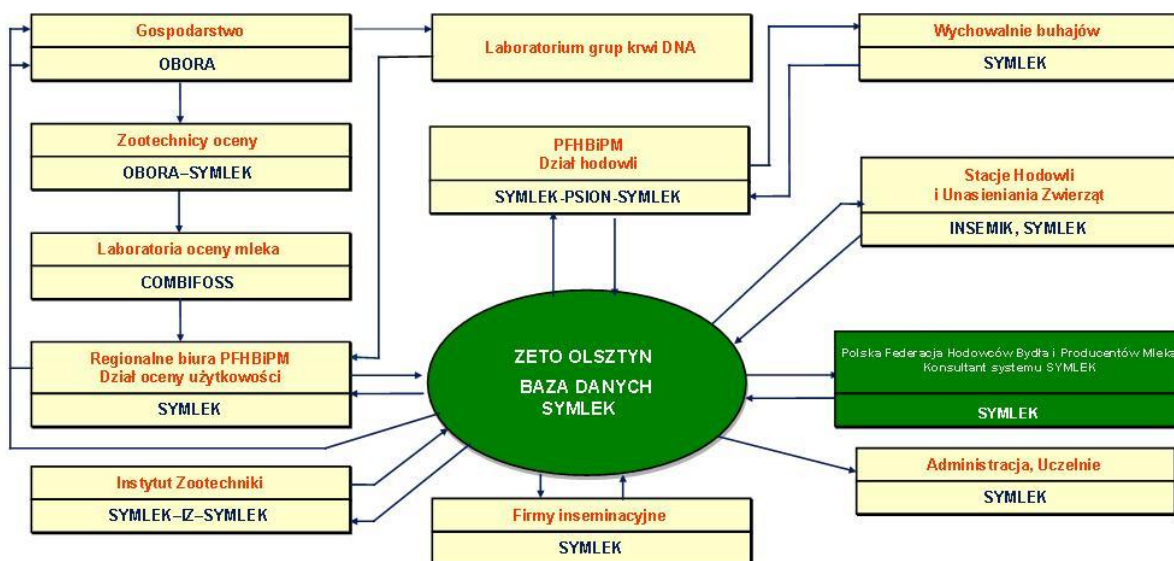 Gospodarstwo
OBORA
Laboratorium grup krwi DNA
Wychowalnie buhajów
SYMLEK
Zootechnicy oceny
OBORA–SYMLEK
PFHBiPM
Dział hodowli
SYMLEK-PSION-SYMLEK
Stacje Hodowli
i Unasieniania Zwierząt
INSEMIK, SYMLEK
Laboratoria oceny mleka
COMBIFOSS
Regionalne biura PFHBiPM
Dział oceny użytkowości
SYMLEK
ZETO OLSZTYN
BAZA DANYCH
SYMLEK
Polska Federacja Hodowców Bydła i Producentów Mleka
Konsultant systemu SYMLEK
SYMLEK
Instytut Zootechniki
SYMLEK–IZ–SYMLEK
Firmy inseminacyjne
SYMLEK
Administracja, Uczelnie
SYMLEK